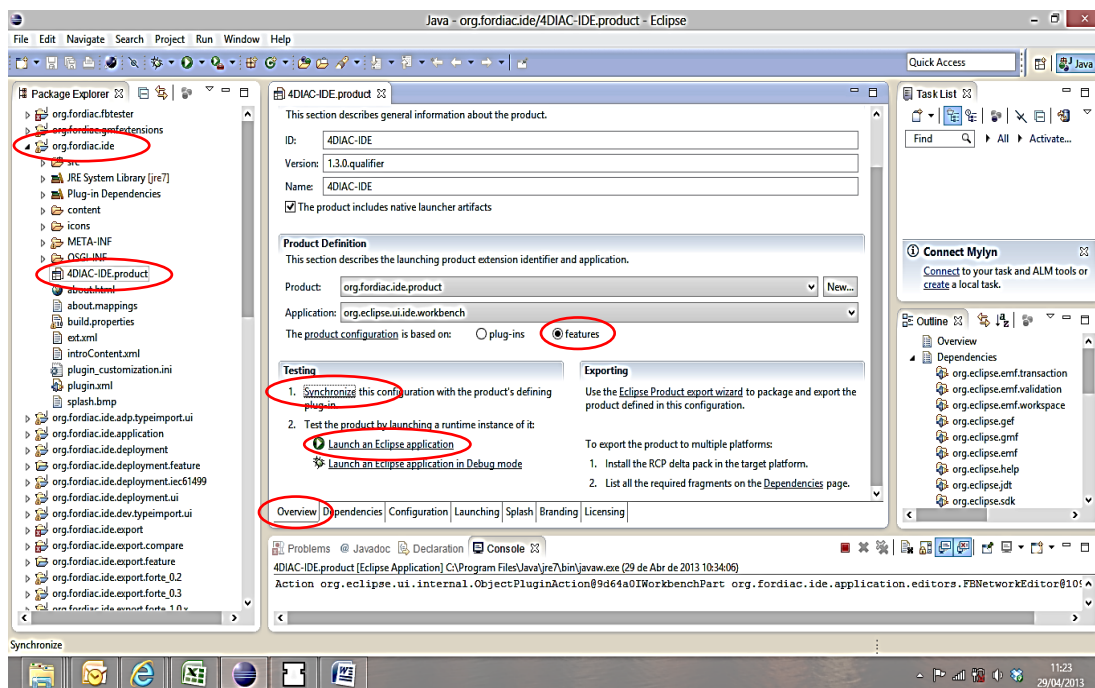 Java - org.fordiac.ide/4DIAC-IDE.product - Eclipse
File Edit Navigate Search Project Run Window Help
Quick Access
Java
Package Explorer
org.fordiac.fbtester
org.fordiac.gmfextensions
org.fordiac.ide
src
JRE System Library [jre7]
Plug-in Dependencies
content
icons
META-INF
OSGI-INF
4DIAC-IDE.product
about.html
about.mappings
build.properties
ext.xml
introContent.xml
plugin_customization.ini
plugin.xml
splash.bmp
org.fordiac.ide.adp.typeimport.ui
org.fordiac.ide.application
org.fordiac.ide.deployment
org.fordiac.ide.deployment.feature
org.fordiac.ide.deployment.iec61499
org.fordiac.ide.deployment.ui
org.fordiac.ide.dev.typeimport.ui
org.fordiac.ide.export
org.fordiac.ide.export.compare
org.fordiac.ide.export.feature
org.fordiac.ide.export.forte_0.2
org.fordiac.ide.export.forte_0.3
org.fordiac.ide.export.forte_1.0.x
4DIAC-IDE.product
This section describes general information about the product.
ID: 4DIAC-IDE
Version: 1.3.0.qualifier
Name: 4DIAC-IDE
The product includes native launcher artifacts
Product Definition
This section describes the launching product extension identifier and application.
Product: org.fordiac.ide.product New...
Application: org.eclipse.ui.ide.workbench
The product configuration is based on: plug-ins features
Testing
1. Synchronize this configuration with the product's defining
plug-in.
2. Test the product by launching a runtime instance of it:
Launch an Eclipse application
Launch an Eclipse application in Debug mode
Exporting
Use the Eclipse Product export wizard to package and export the
product defined in this configuration.
To export the product to multiple platforms:
1. Install the RCP delta pack in the target platform.
2. List all the required fragments on the Dependencies page.
Overview Dependencies Configuration Launching Splash Branding Licensing
Problems @ Javadoc Declaration Console
4DIAC-IDE.product [Eclipse Application] C:\Program Files\Java\jre7\bin\javaw.exe (29 de Abr de 2013 10:34:06)
Action org.eclipse.ui.internal.ObjectPluginAction@9d64a0IWorkbenchPart org.fordiac.ide.application.editors.FBNetworkEditor@109
Task List
Find All Activate...
Connect Mylyn
Connect to your task and ALM tools or
create a local task.
Outline
Overview
Dependencies
org.eclipse.emf.transaction
org.eclipse.emf.validation
org.eclipse.emf.workspace
org.eclipse.gef
org.eclipse.gmf
org.eclipse.emf
org.eclipse.help
org.eclipse.jdt
org.eclipse.sdk
Synchronize
11:23
29/04/2013